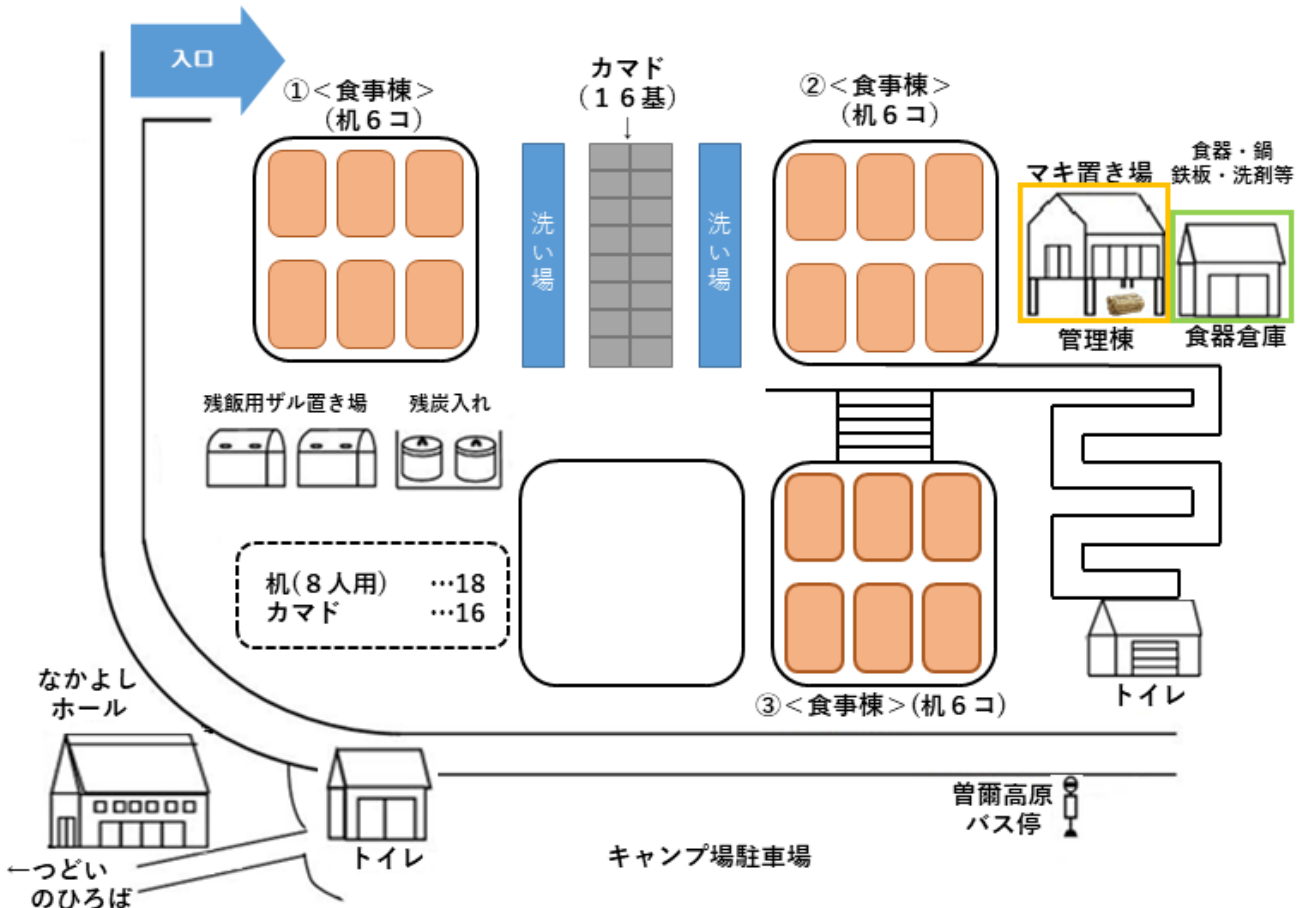 入口
①＜食事棟＞
(机６コ)
カマド
(１６基)
↓
②＜食事棟＞
(机６コ)
食器・鍋
鉄板・洗剤等
マキ置き場
洗い場
洗い場
管理棟
食器倉庫
残飯用ザル置き場
残炭入れ
机(８人用) …18
カマド …16
③＜食事棟＞(机６コ)
トイレ
なかよし
ホール
トイレ
曽爾高原
バス停
キャンプ場駐車場
←つどい
のひろば